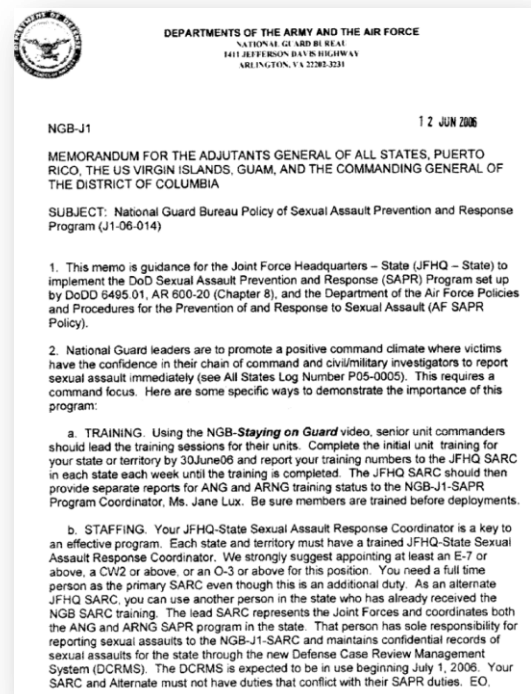 DEPARTMENTS OF THE ARMY AND THE AIR FORCE
NATIONAL GUARD BUREAU
1411 JEFFERSON DAVIS HIGHWAY
ARLINGTON, VA 22202-3231
NGB-J1
12 JUN 2006
MEMORANDUM FOR THE ADJUTANTS GENERAL OF ALL STATES, PUERTO
RICO, THE US VIRGIN ISLANDS, GUAM, AND THE COMMANDING GENERAL OF
THE DISTRICT OF COLUMBIA
SUBJECT: National Guard Bureau Policy of Sexual Assault Prevention and Response
Program (J1-06-014)
1. This memo is guidance for the Joint Force Headquarters – State (JFHQ – State) to
implement the DoD Sexual Assault Prevention and Response (SAPR) Program set up
by DoDD 6495.01, AR 600-20 (Chapter 8), and the Department of the Air Force Policies
and Procedures for the Prevention of and Response to Sexual Assault (AF SAPR
Policy).
2. National Guard leaders are to promote a positive command climate where victims
have the confidence in their chain of command and civil/military investigators to report
sexual assault immediately (see All States Log Number P05-0005). This requires a
command focus. Here are some specific ways to demonstrate the importance of this
program:
a. TRAINING. Using the NGB-Staying on Guard video, senior unit commanders
should lead the training sessions for their units. Complete the initial unit training for
your state or territory by 30June06 and report your training numbers to the JFHQ SARC
in each state each week until the training is completed. The JFHQ SARC should then
provide separate reports for ANG and ARNG training status to the NGB-J1-SAPR
Program Coordinator, Ms. Jane Lux. Be sure members are trained before deployments.
b. STAFFING. Your JFHQ-State Sexual Assault Response Coordinator is a key to
an effective program. Each state and territory must have a trained JFHQ-State Sexual
Assault Response Coordinator. We strongly suggest appointing at least an E-7 or
above, a CW2 or above, or an O-3 or above for this position. You need a full time
person as the primary SARC even though this is an additional duty. As an alternate
JFHQ SARC, you can use another person in the state who has already received the
NGB SARC training. The lead SARC represents the Joint Forces and coordinates both
the ANG and ARNG SAPR program in the state. That person has sole responsibility for
reporting sexual assaults to the NGB-J1-SARC and maintains confidential records of
sexual assaults for the state through the new Defense Case Review Management
System (DCRMS). The DCRMS is expected to be in use beginning July 1, 2006. Your
SARC and Alternate must not have duties that conflict with their SAPR duties. EO,